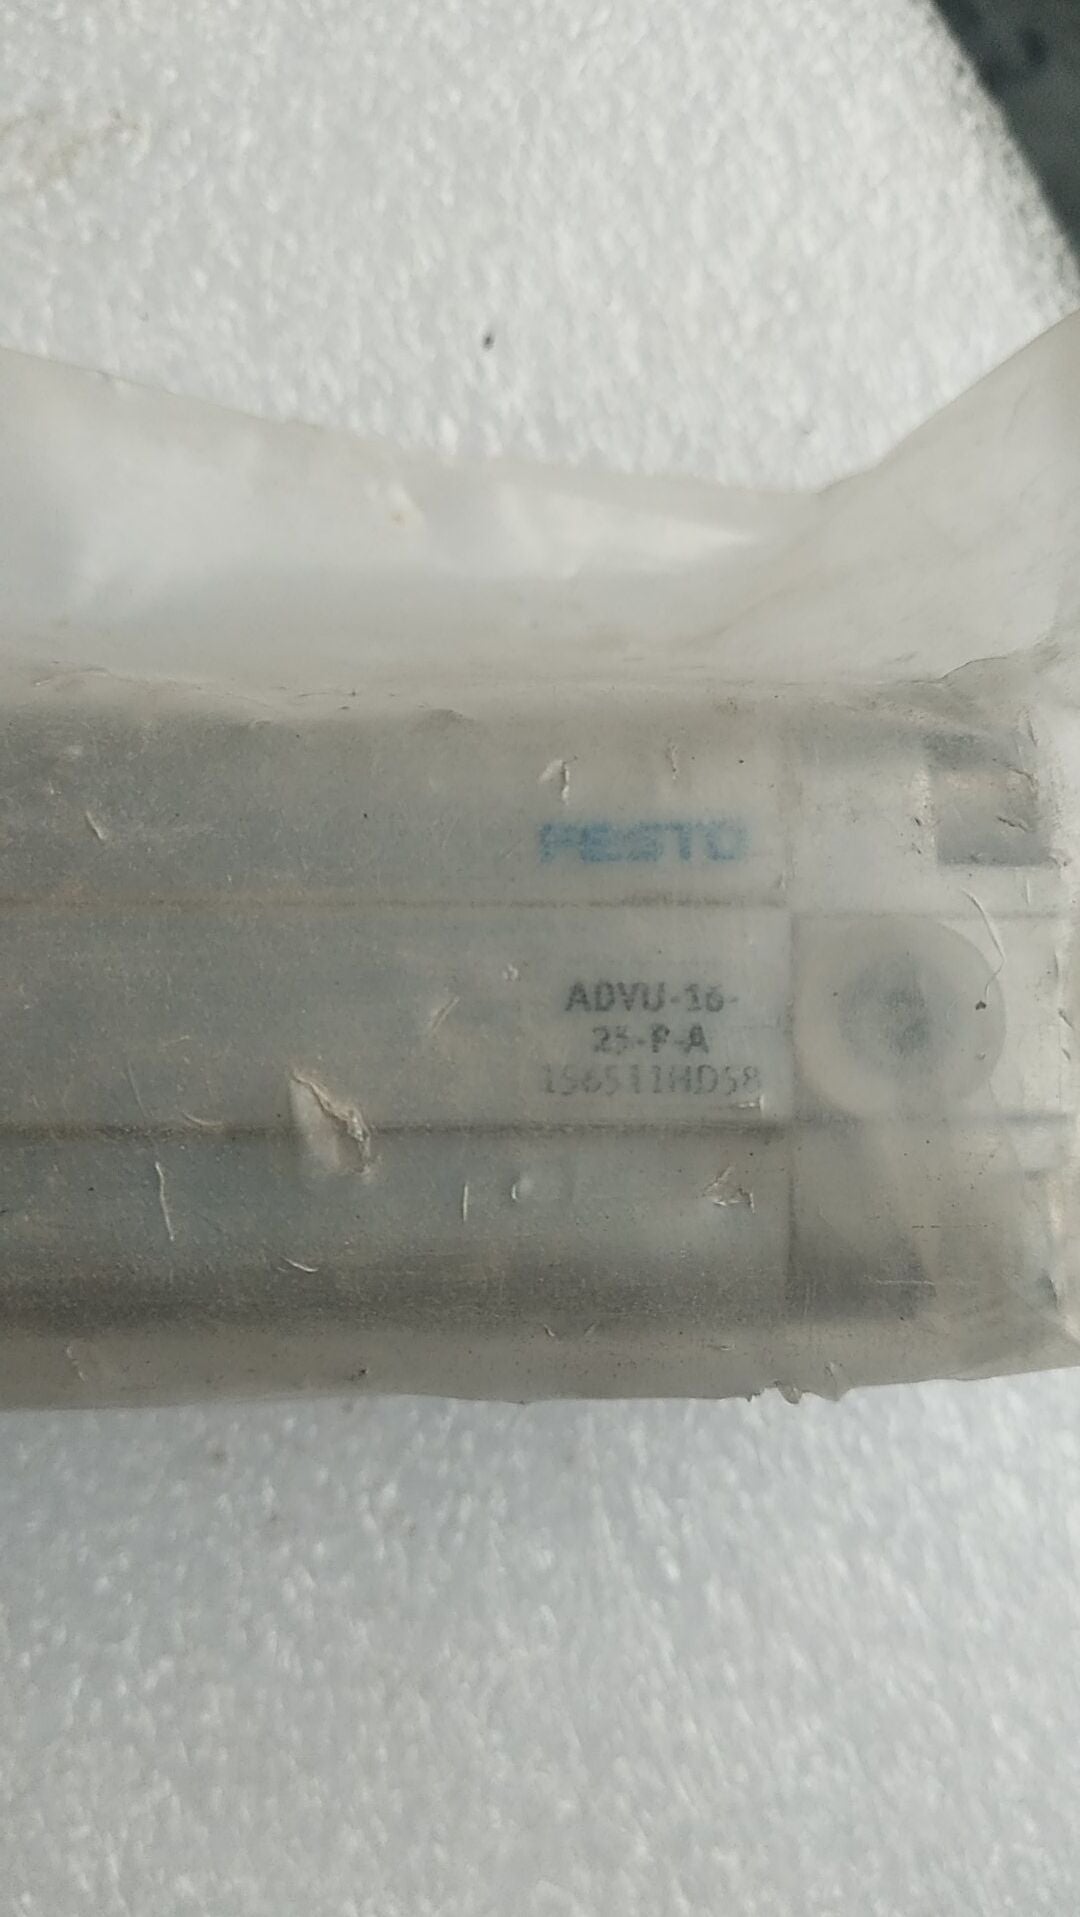 FESTO
ADVU-16-
25-P-A
156511HD58